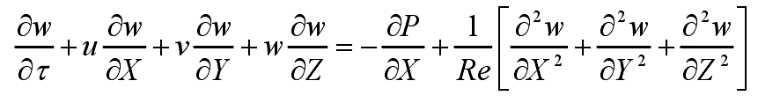 ∂w/∂τ + u ∂w/∂X + v ∂w/∂Y + w ∂w/∂Z = −∂P/∂X + 1/Re [∂²w/∂X² + ∂²w/∂Y² + ∂²w/∂Z²]